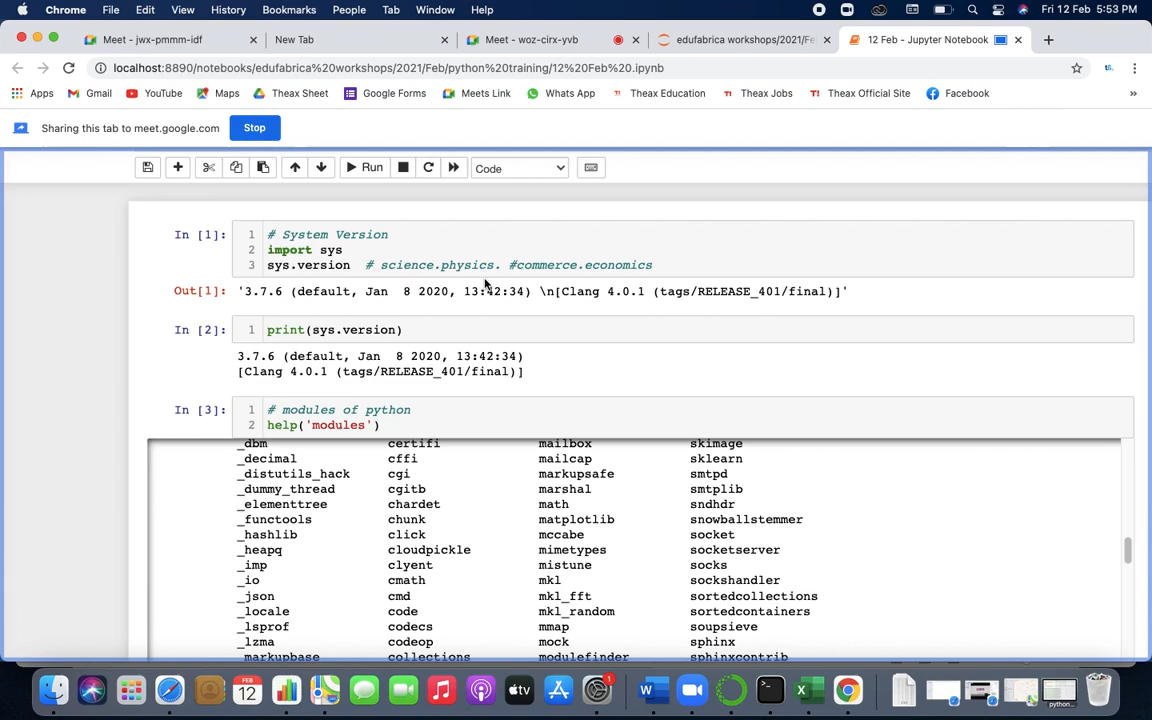 Chrome File Edit View History Bookmarks People Tab Window Help Fri 12 Feb 5:53 PM
Meet - jwx-pmmm-idf New Tab Meet - woz-cirx-yvb edufabrica workshops/2021/Fe 12 Feb - Jupyter Notebook
localhost:8890/notebooks/edufabrica%20workshops/2021/Feb/python%20training/12%20Feb%20.ipynb
Apps Gmail YouTube Maps Theax Sheet Google Forms Meets Link Whats App Theax Education Theax Jobs Theax Official Site Facebook »
Sharing this tab to meet.google.com Stop
Run Code
In [1]: 1 # System Version
2 import sys
3 sys.version # science.physics. #commerce.economics
Out[1]: '3.7.6 (default, Jan 8 2020, 13:42:34) \n[Clang 4.0.1 (tags/RELEASE_401/final)]'
In [2]: 1 print(sys.version)
3.7.6 (default, Jan 8 2020, 13:42:34)
[Clang 4.0.1 (tags/RELEASE_401/final)]
In [3]: 1 # modules of python
2 help('modules')
_dbm certifi mailbox skimage
_decimal cffi mailcap sklearn
_distutils_hack cgi markupsafe smtpd
_dummy_thread cgitb marshal smtplib
_elementtree chardet math sndhdr
_functools chunk matplotlib snowballstemmer
_hashlib click mccabe socket
_heapq cloudpickle mimetypes socketserver
_imp clyent mistune socks
_io cmath mkl sockshandler
_json cmd mkl_fft sortedcollections
_locale code mkl_random sortedcontainers
_lsprof codecs mmap soupsieve
_lzma codeop mock sphinx
_markupbase collections modulefinder sphinxcontrib
FEB
12
tv
1
python...